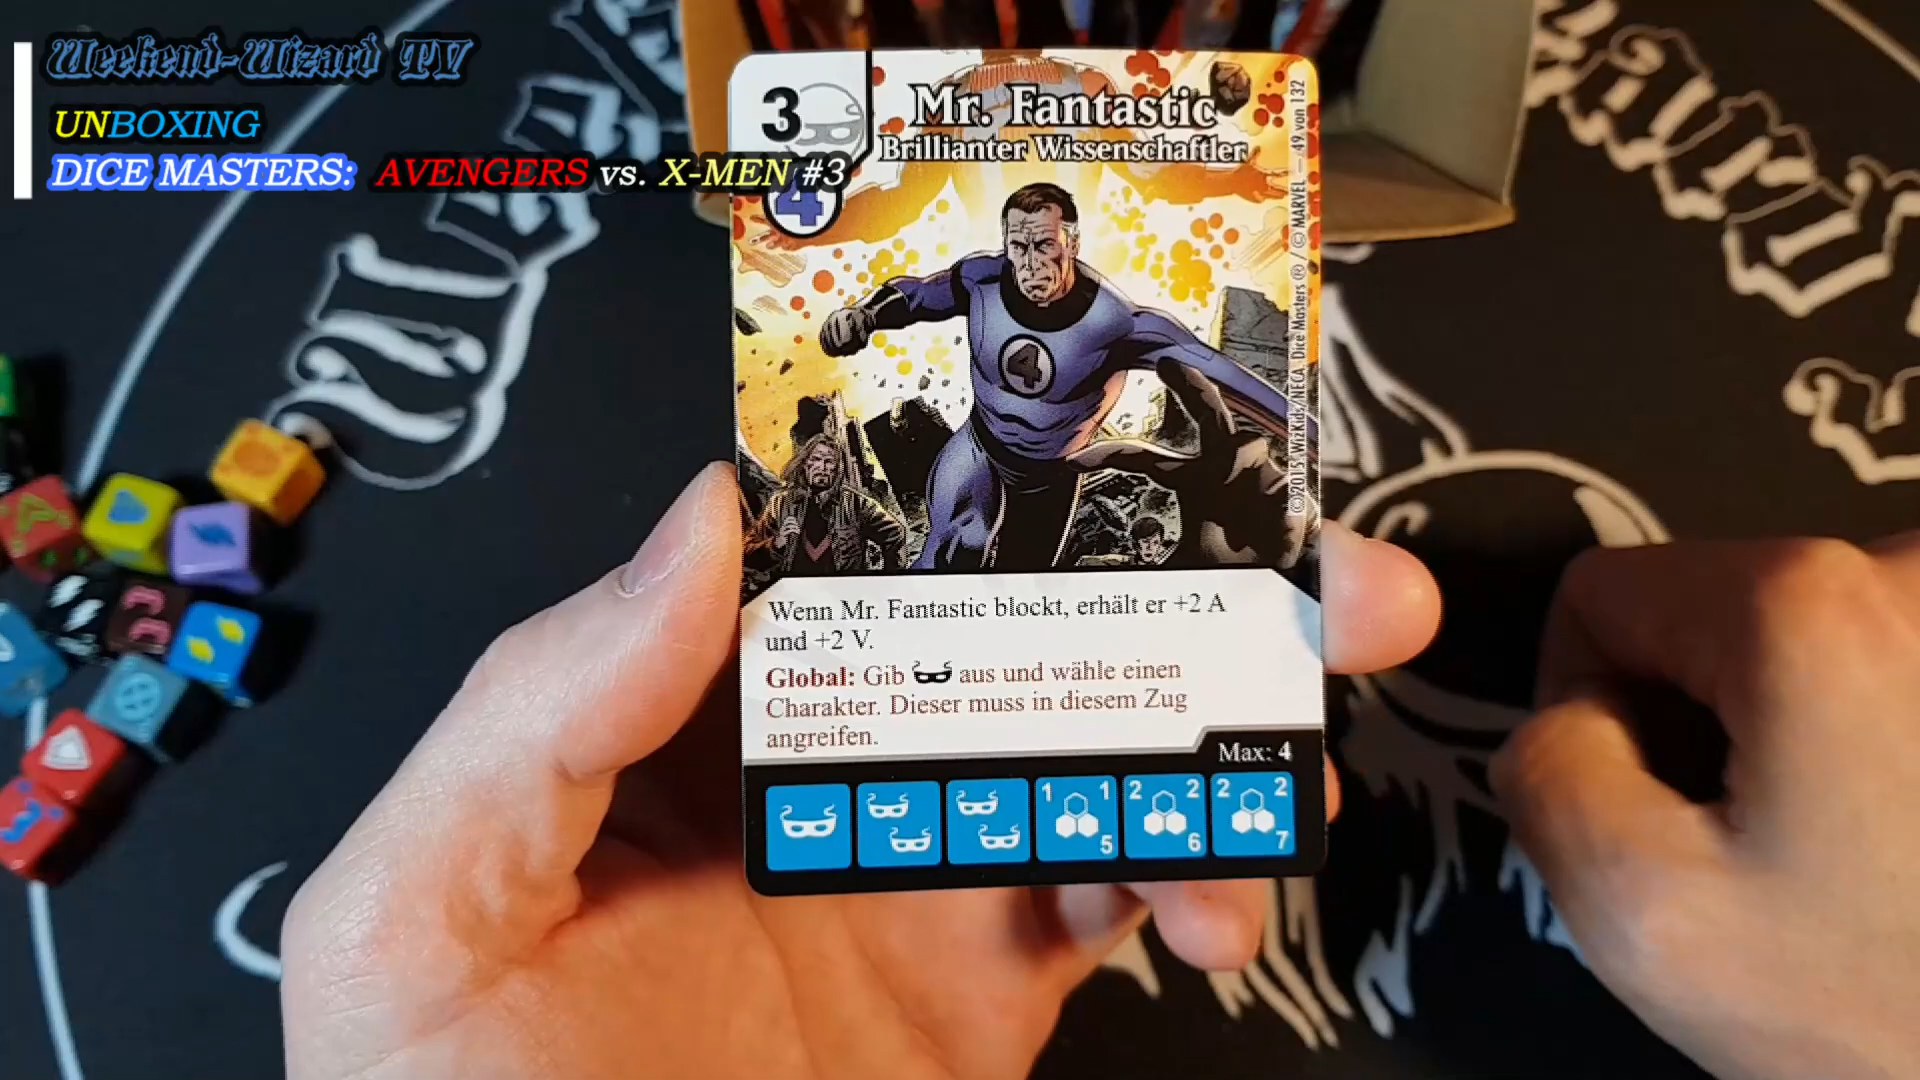 Weekend-Wizard TV
UNBOXING
DICE MASTERS: AVENGERS vs. X-MEN #3
3
Mr. Fantastic
Brillianter Wissenschaftler
4
4
©2015 WizKids/NECA Dice Masters ® / © MARVEL — 49 von 132
Wenn Mr. Fantastic blockt, erhält er +2 A
und +2 V.
Global: Gib aus und wähle einen
Charakter. Dieser muss in diesem Zug
angreifen.
Max: 4
1 1 5
2 2 6
2 2 7